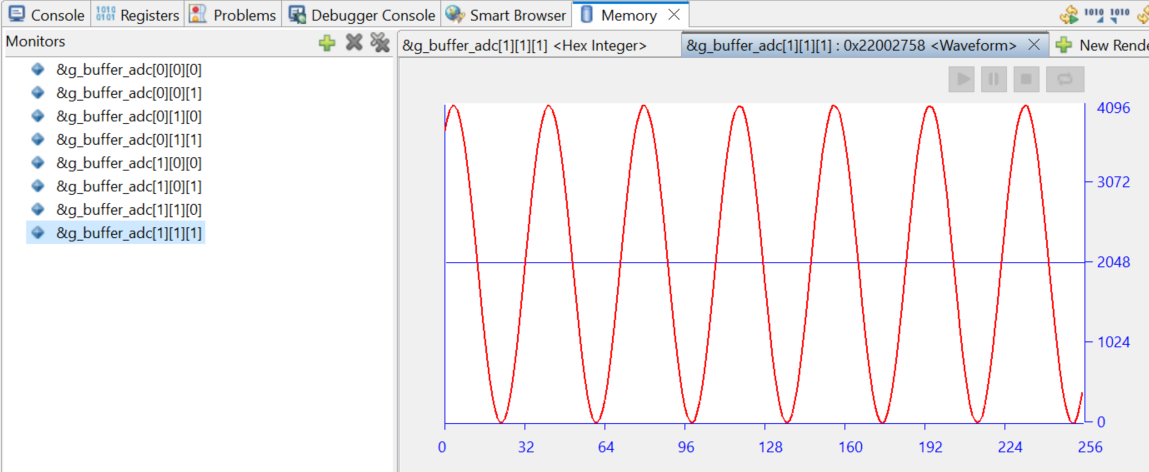 Console Registers Problems Debugger Console Smart Browser Memory
Monitors
&g_buffer_adc[1][1][1] <Hex Integer> &g_buffer_adc[1][1][1] : 0x22002758 <Waveform> New Rende
&g_buffer_adc[0][0][0]
&g_buffer_adc[0][0][1]
&g_buffer_adc[0][1][0]
&g_buffer_adc[0][1][1]
&g_buffer_adc[1][0][0]
&g_buffer_adc[1][0][1]
&g_buffer_adc[1][1][0]
&g_buffer_adc[1][1][1]
4096
3072
2048
1024
0
0 32 64 96 128 160 192 224 256